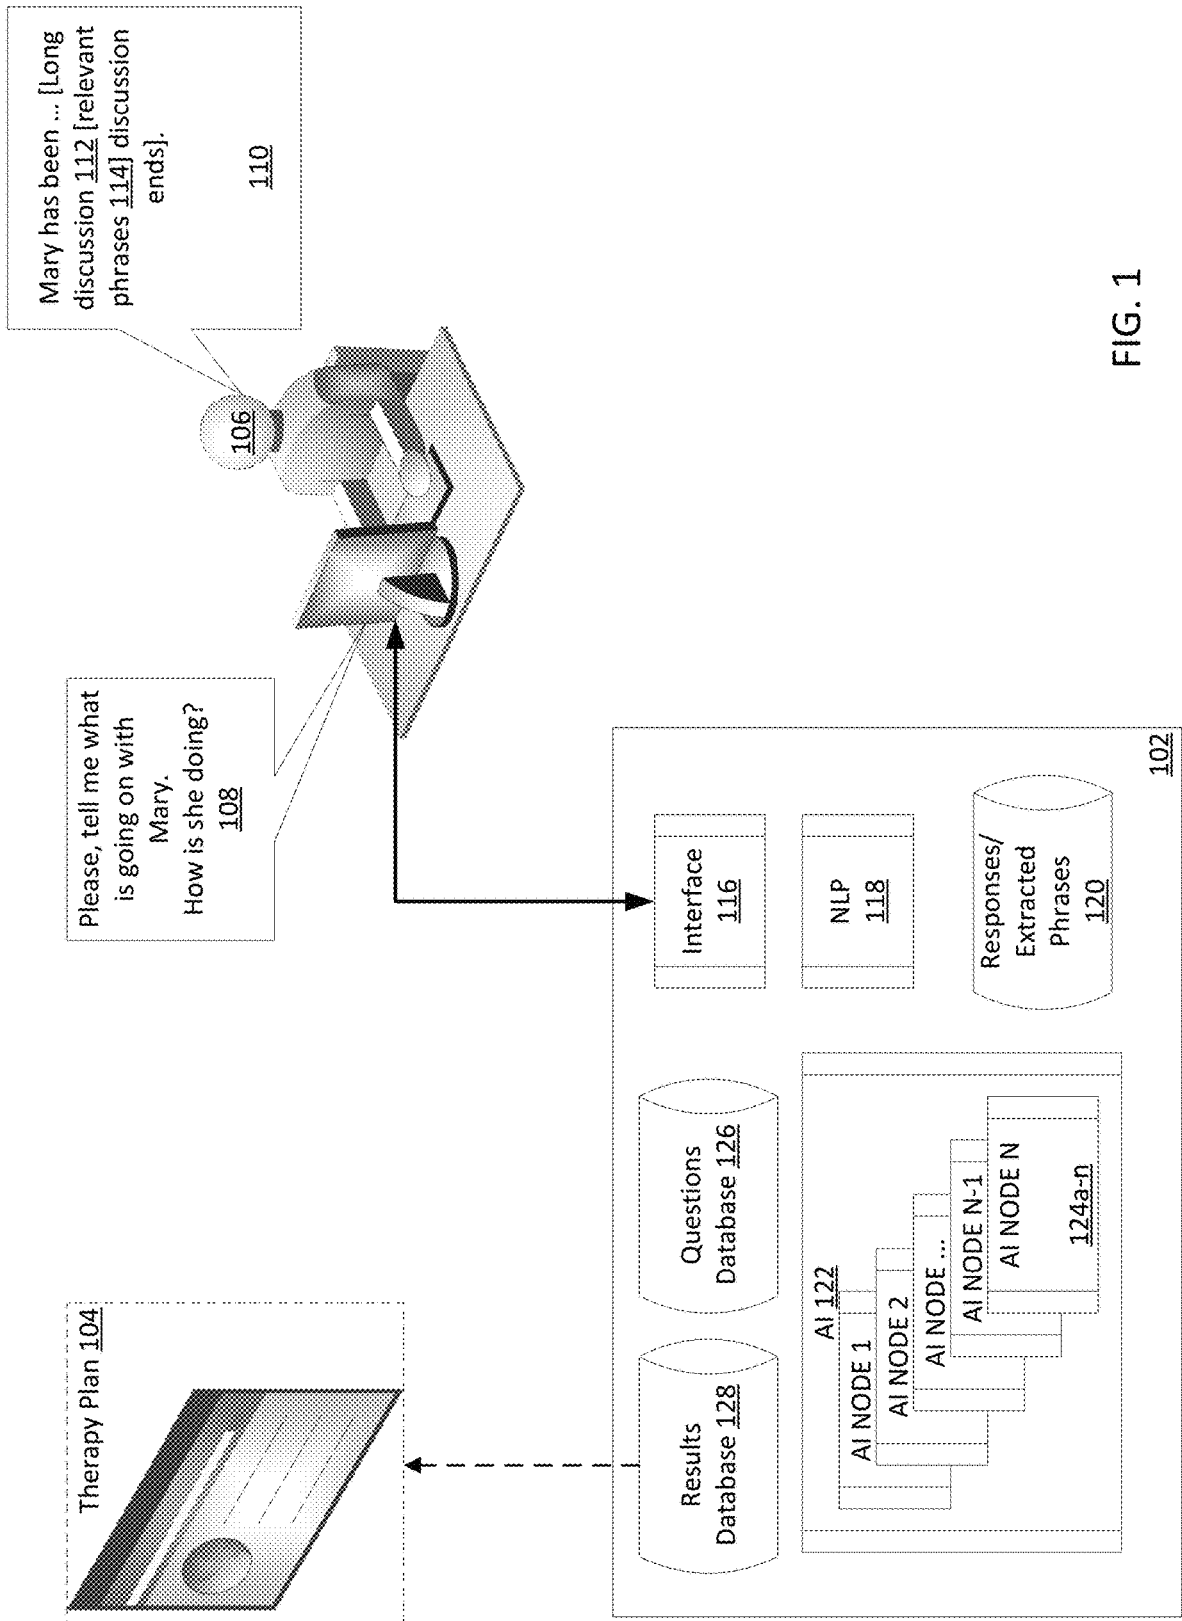 Therapy Plan 104
Please, tell me what
is going on with
Mary.
How is she doing?
108
Mary has been ... [Long
discussion 112 [relevant
phrases 114] discussion
ends].
110
106
Results
Database 128
Questions
Database 126
Interface
116
NLP
118
AI 122
AI NODE 1
AI NODE 2
AI NODE ...
AI NODE N-1
AI NODE N
124a-n
Responses/
Extracted
Phrases
120
102
FIG. 1